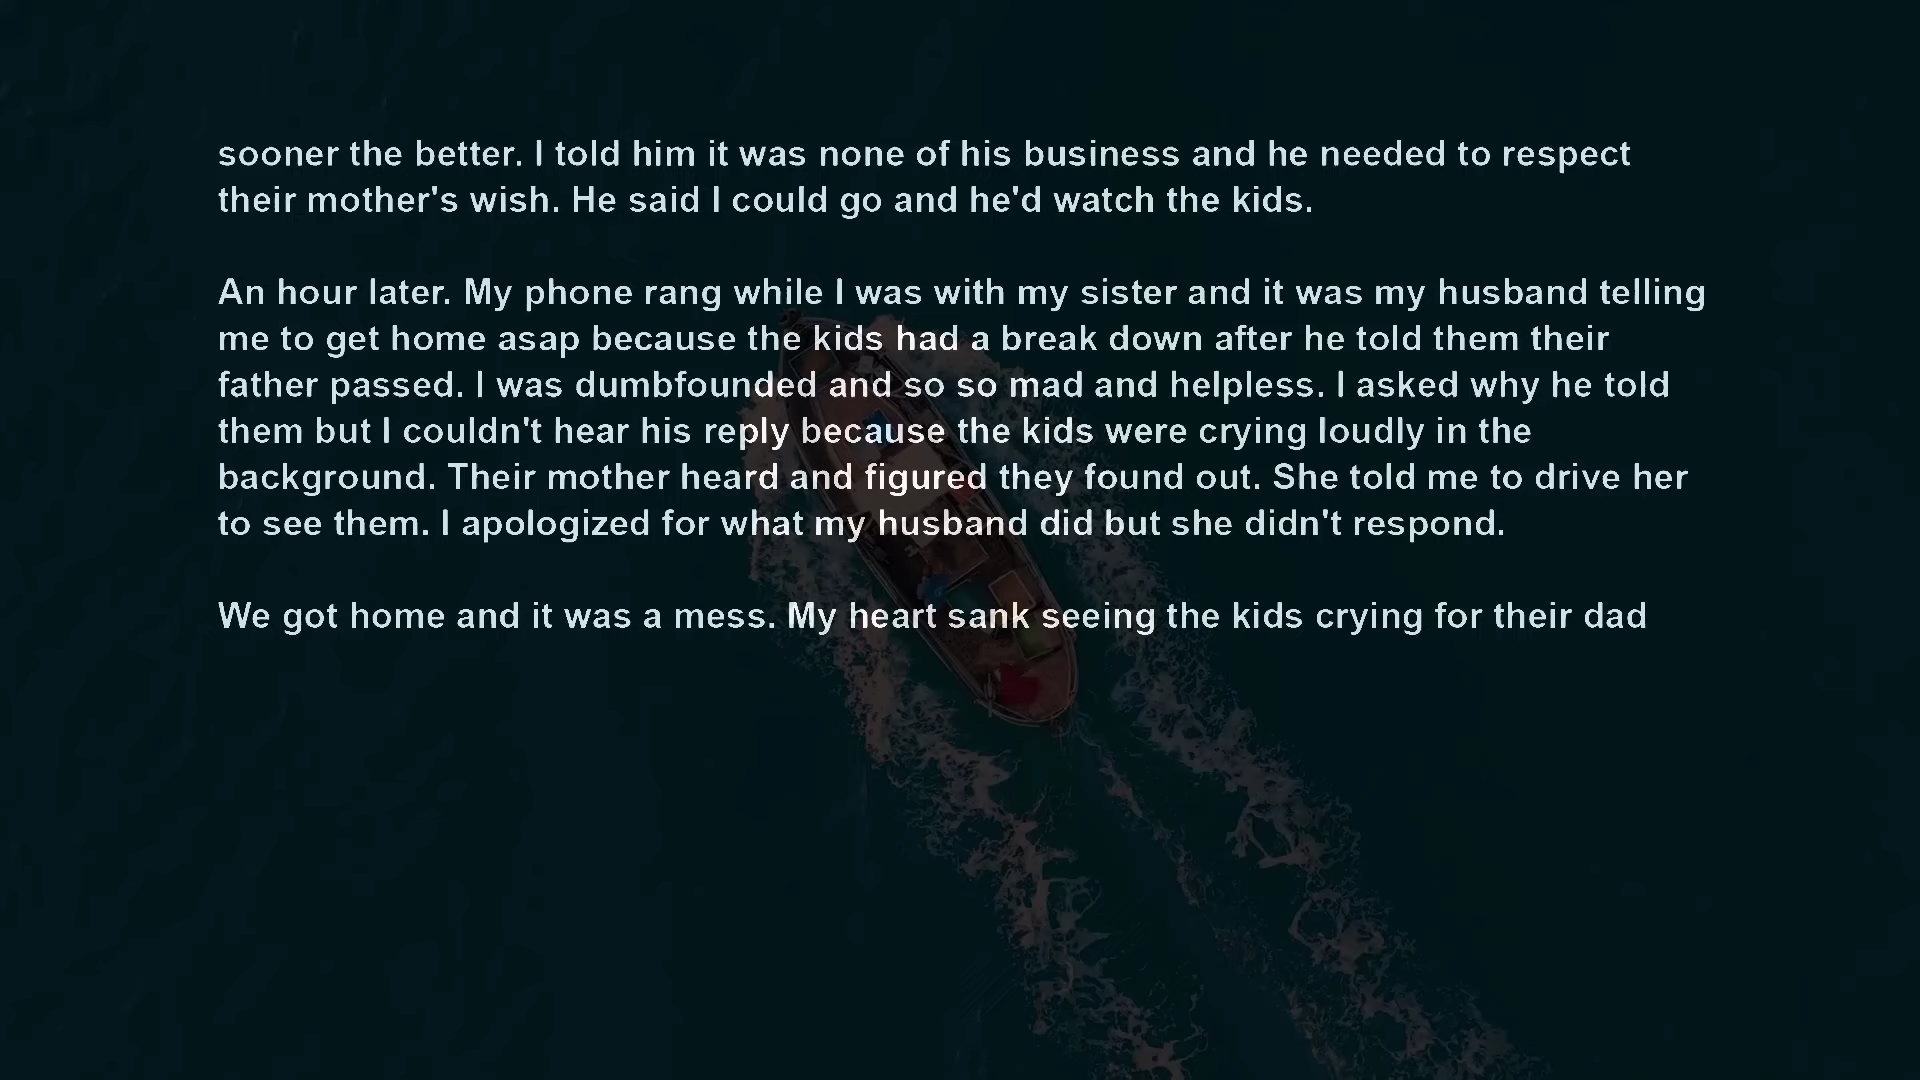 sooner the better. I told him it was none of his business and he needed to respect
their mother's wish. He said I could go and he'd watch the kids.
An hour later. My phone rang while I was with my sister and it was my husband telling
me to get home asap because the kids had a break down after he told them their
father passed. I was dumbfounded and so so mad and helpless. I asked why he told
them but I couldn't hear his reply because the kids were crying loudly in the
background. Their mother heard and figured they found out. She told me to drive her
to see them. I apologized for what my husband did but she didn't respond.
We got home and it was a mess. My heart sank seeing the kids crying for their dad